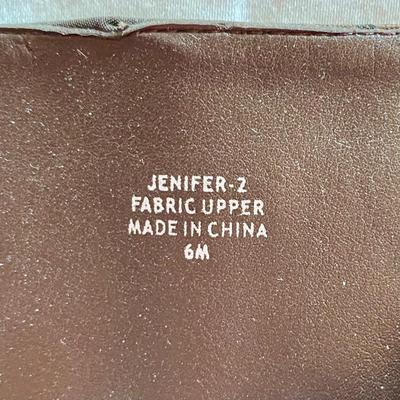 JENIFER-2
FABRIC UPPER
MADE IN CHINA
6M